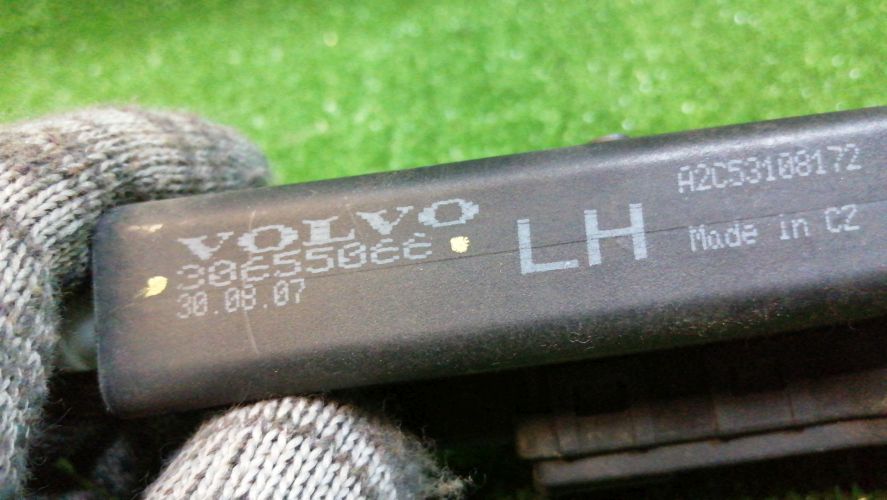 VOLVO
30655066
30.08.07
LH
A2C53108172
Made in CZ